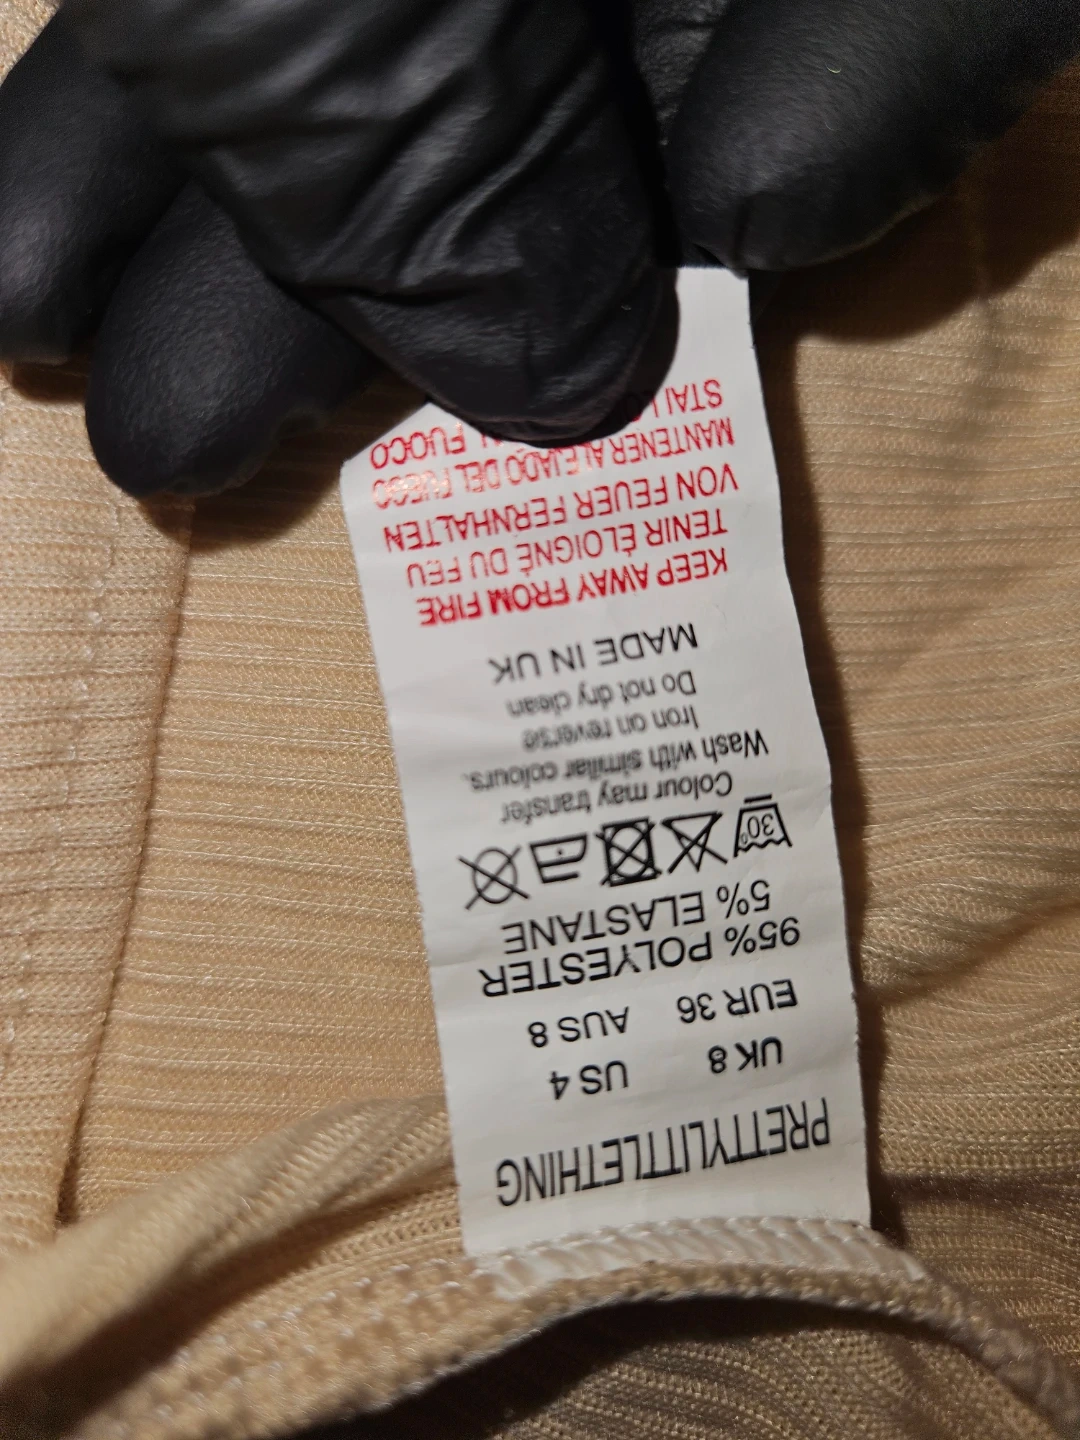 PRETTYLITTLETHING
UK 8 US 4
EUR 36 AUS 8
95% POLYESTER
5% ELASTANE
30°
Colour may transfer
Wash with similar colours.
Iron on reverse
Do not dry clean
MADE IN UK
KEEP AWAY FROM FIRE
TENIR ÉLOIGNÉ DU FEU
VON FEUER FERNHALTEN
MANTENER ALEJADO DEL FUEGO
FUOCO